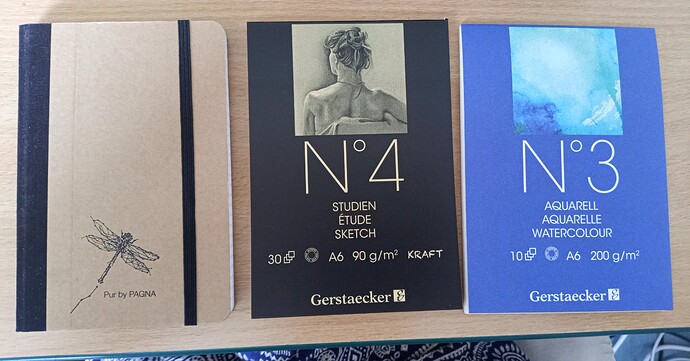 Pur by PAGNA
N°4
STUDIEN
ÉTUDE
SKETCH
30 A6 90 g/m² KRAFT
Gerstaecker
N°3
AQUARELL
AQUARELLE
WATERCOLOUR
10 A6 200 g/m²
Gerstaecker